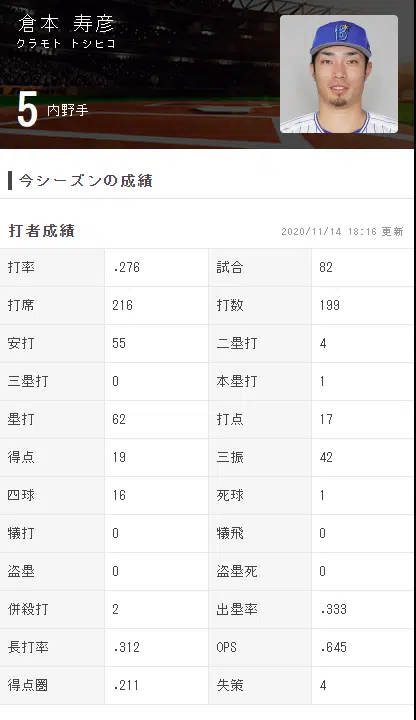 倉本 寿彦
クラモト トシヒコ
5 内野手
今シーズンの成績
打者成績 2020/11/14 18:16 更新
打率 .276 試合 82
打席 216 打数 199
安打 55 二塁打 4
三塁打 0 本塁打 1
塁打 62 打点 17
得点 19 三振 42
四球 16 死球 1
犠打 0 犠飛 0
盗塁 0 盗塁死 0
併殺打 2 出塁率 .333
長打率 .312 OPS .645
得点圏 .211 失策 4